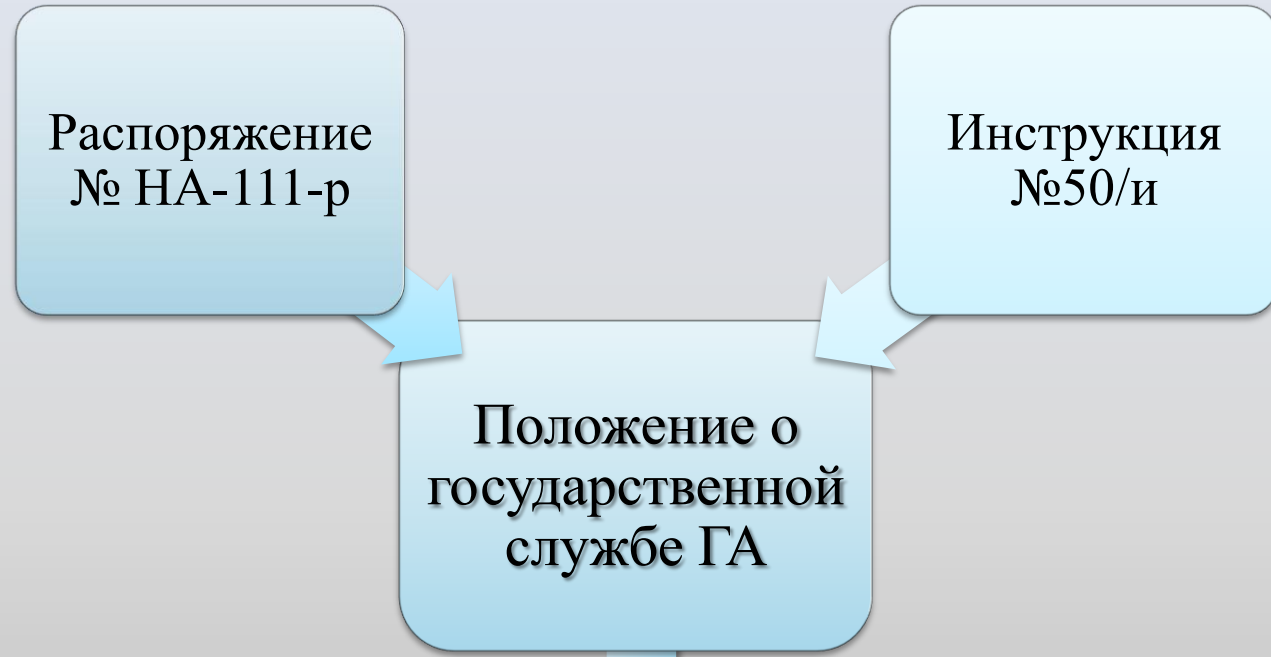 Распоряжение
№ НА-111-р
Инструкция
№50/и
Положение о
государственной
службе ГА